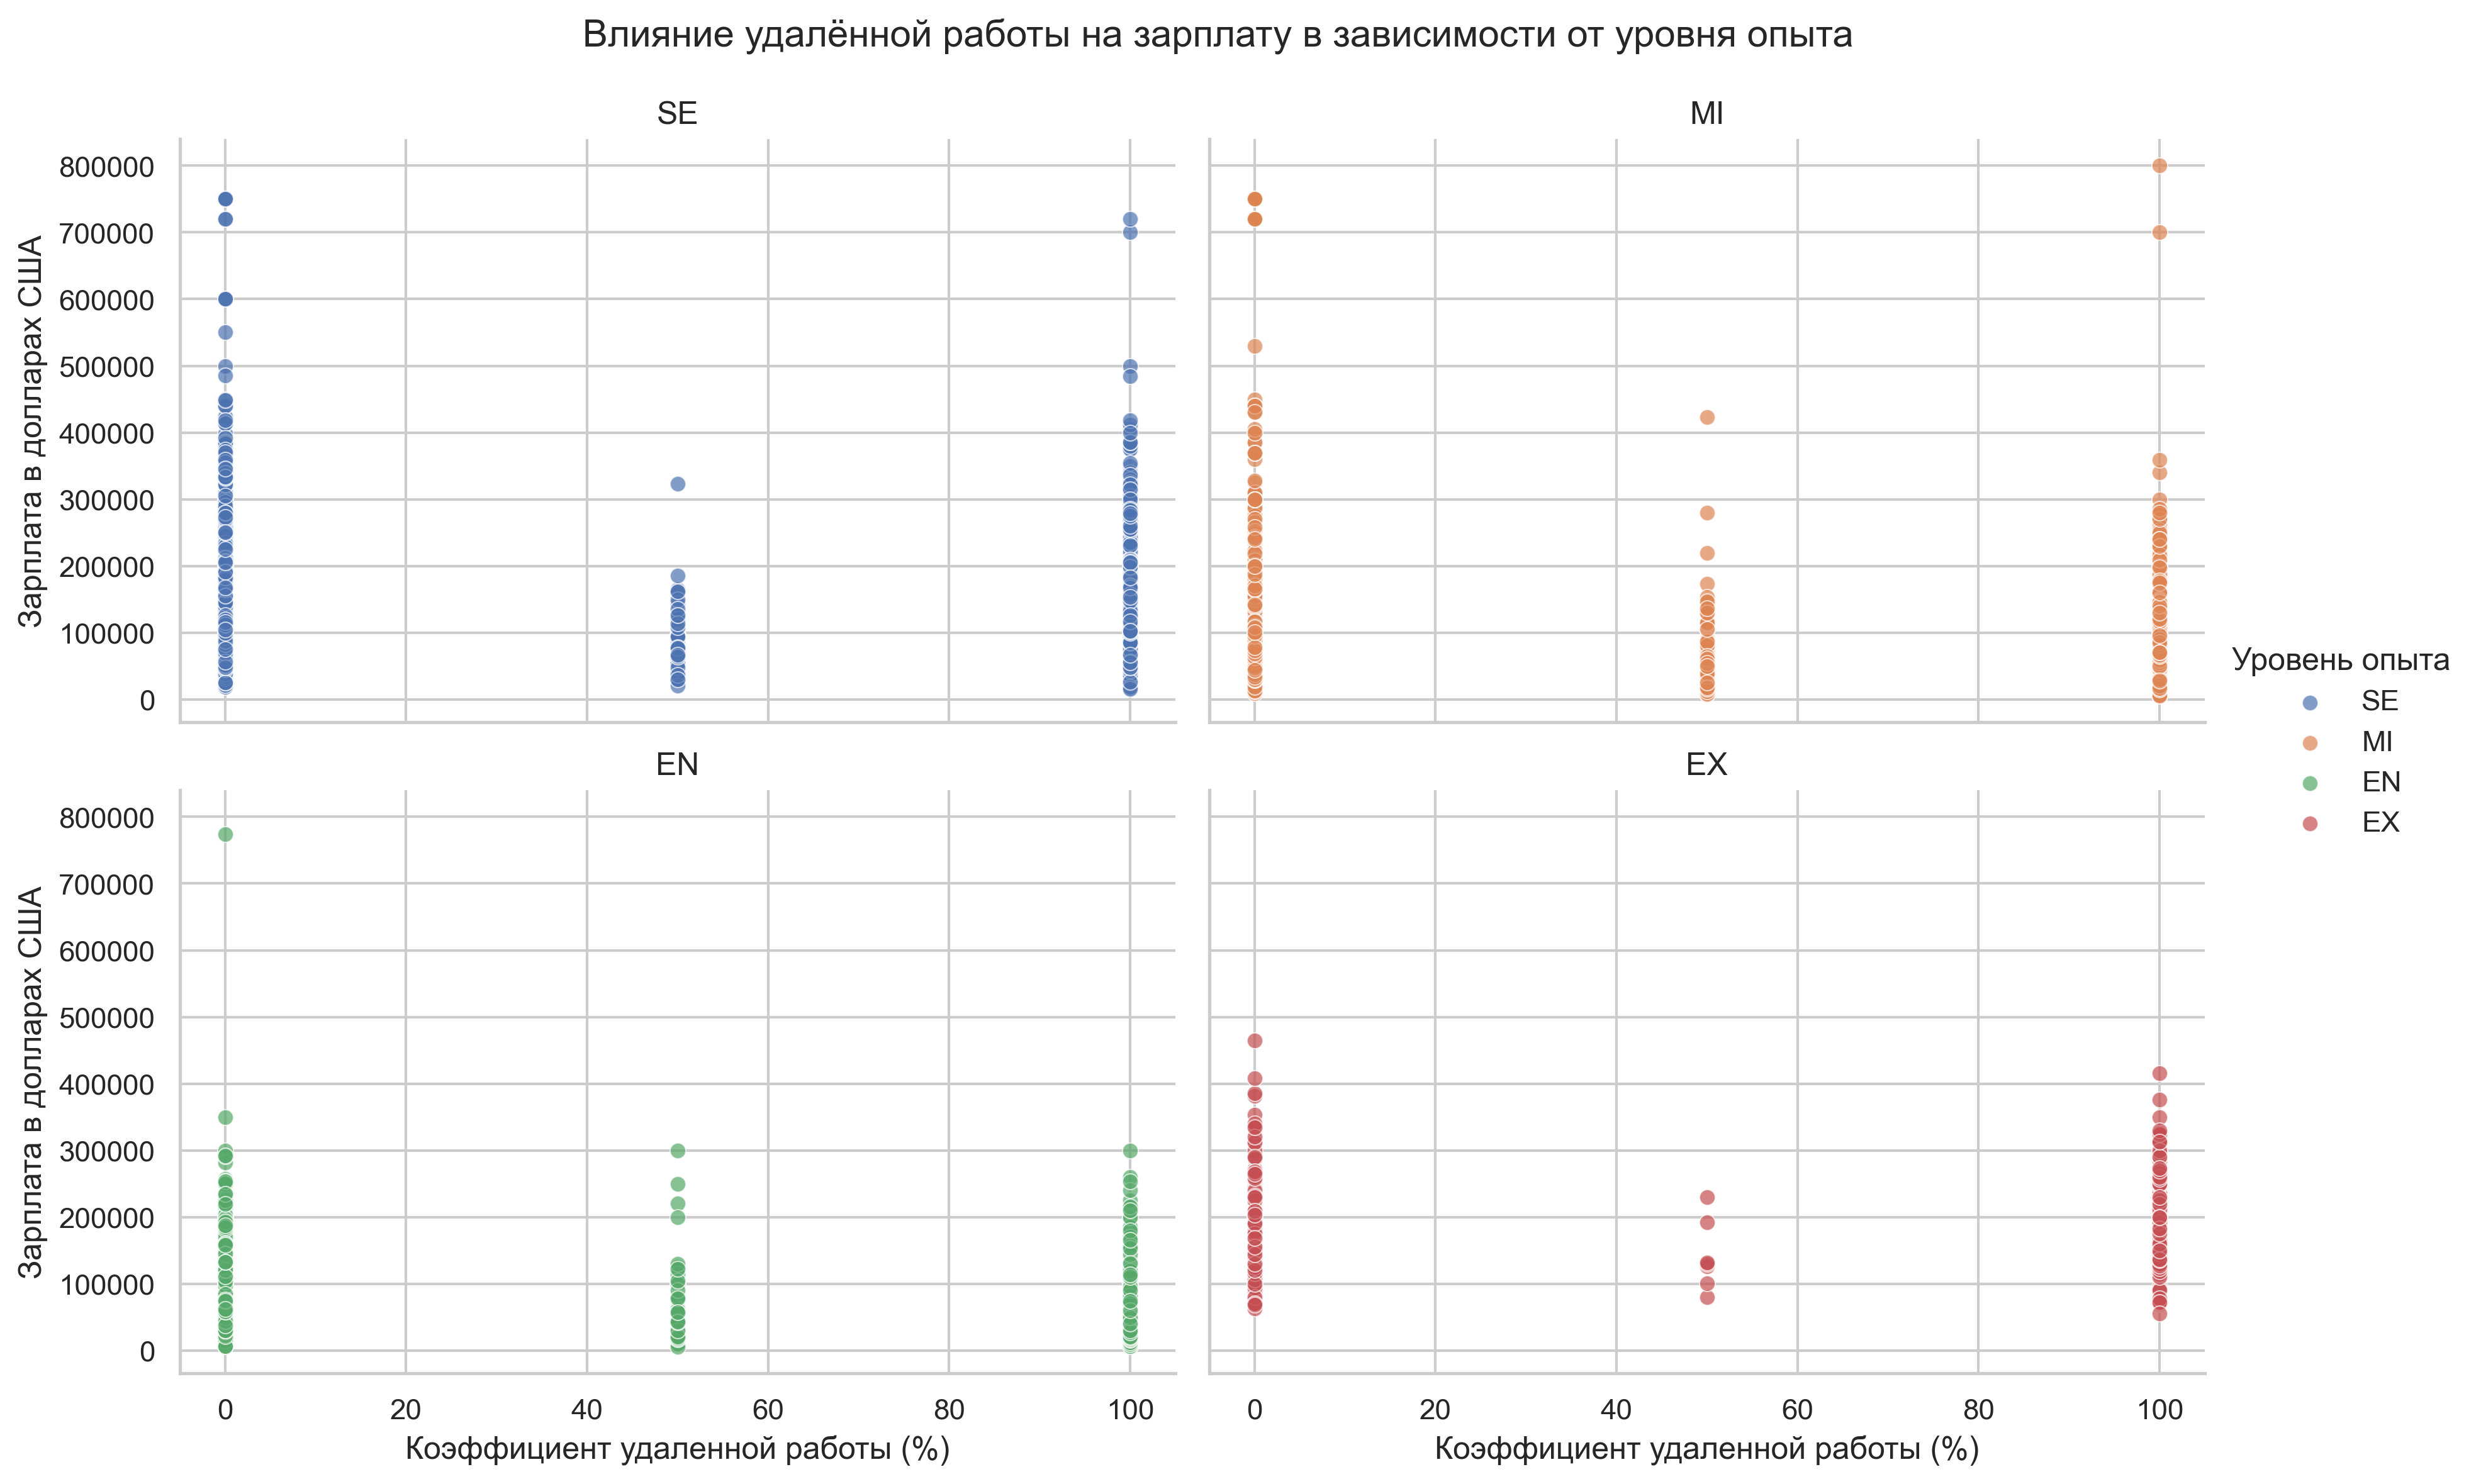 Влияние удалённой работы на зарплату в зависимости от уровня опыта
SE
MI
800000
700000
600000
500000
400000
300000
200000
100000
0
Зарплата в долларах США
EN
EX
800000
700000
600000
500000
400000
300000
200000
100000
0
Зарплата в долларах США
0 20 40 60 80 100
0 20 40 60 80 100
Коэффициент удаленной работы (%)
Коэффициент удаленной работы (%)
Уровень опыта
SE
MI
EN
EX